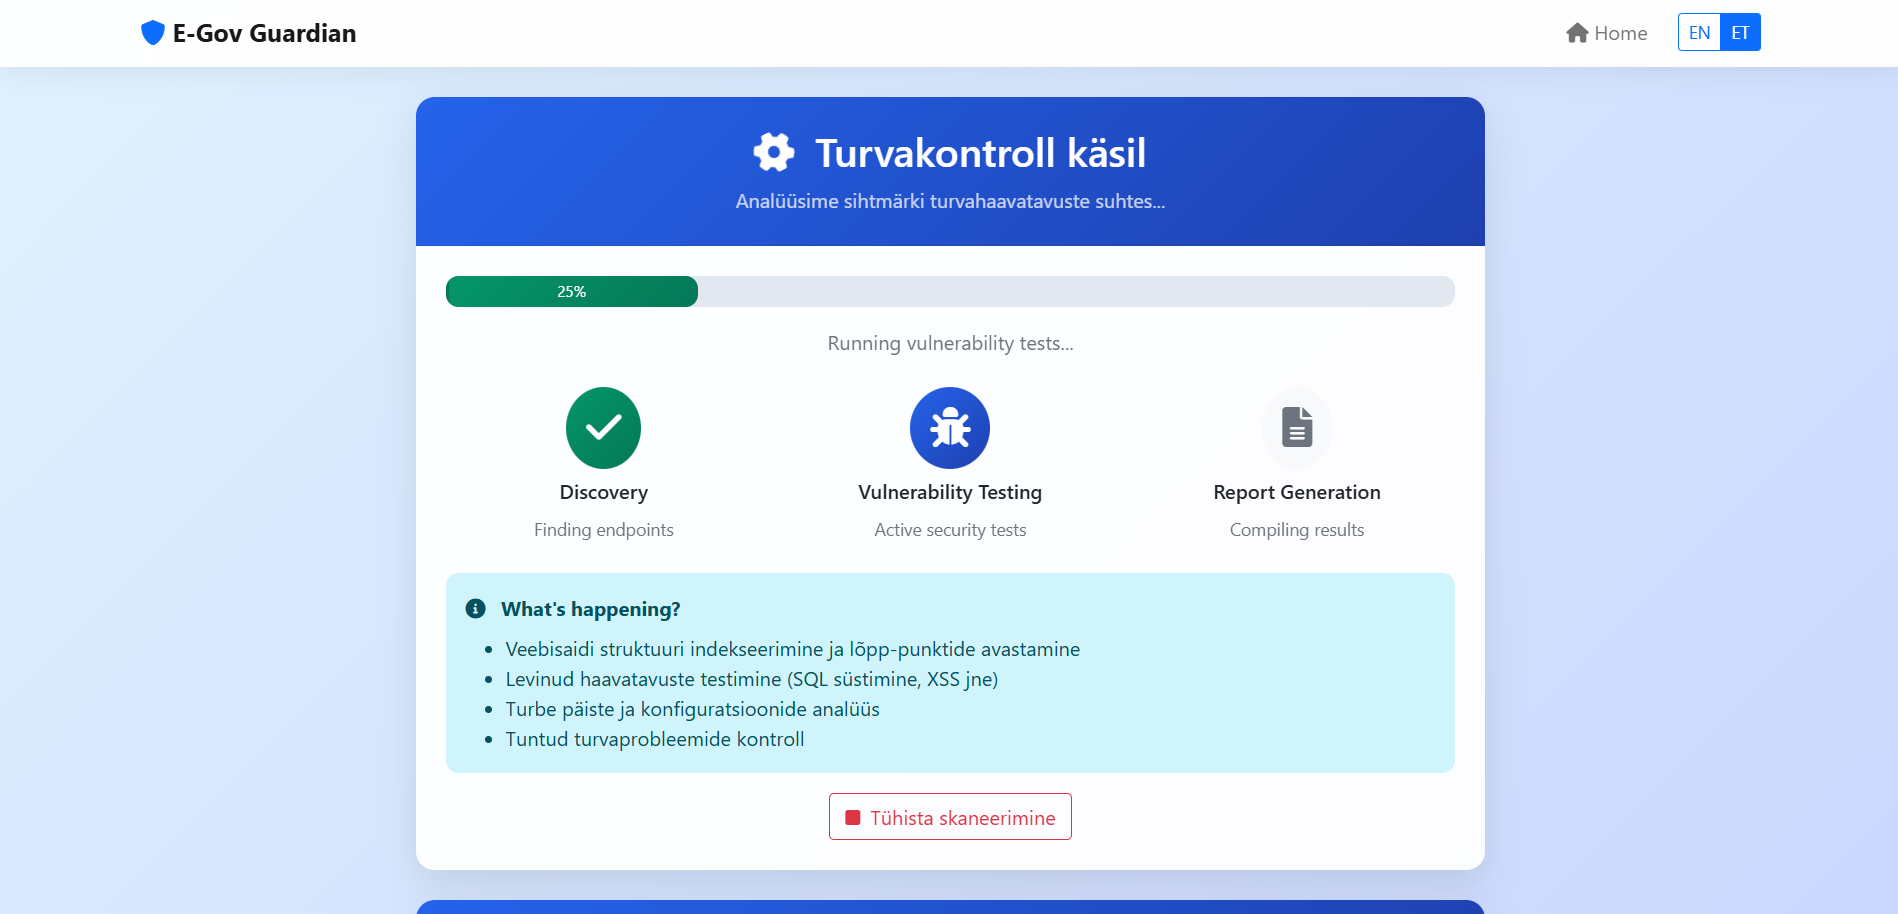 E-Gov Guardian
Home
EN
ET
Turvakontroll käsil
Analüüsime sihtmärki turvahaavatavuste suhtes...
25%
Running vulnerability tests...
Discovery
Finding endpoints
Vulnerability Testing
Active security tests
Report Generation
Compiling results
What's happening?
Veebisaidi struktuuri indekseerimine ja lõpp-punktide avastamine
Levinud haavatavuste testimine (SQL süstimine, XSS jne)
Turbe päiste ja konfiguratsioonide analüüs
Tuntud turvaprobleemide kontroll
Tühista skaneerimine